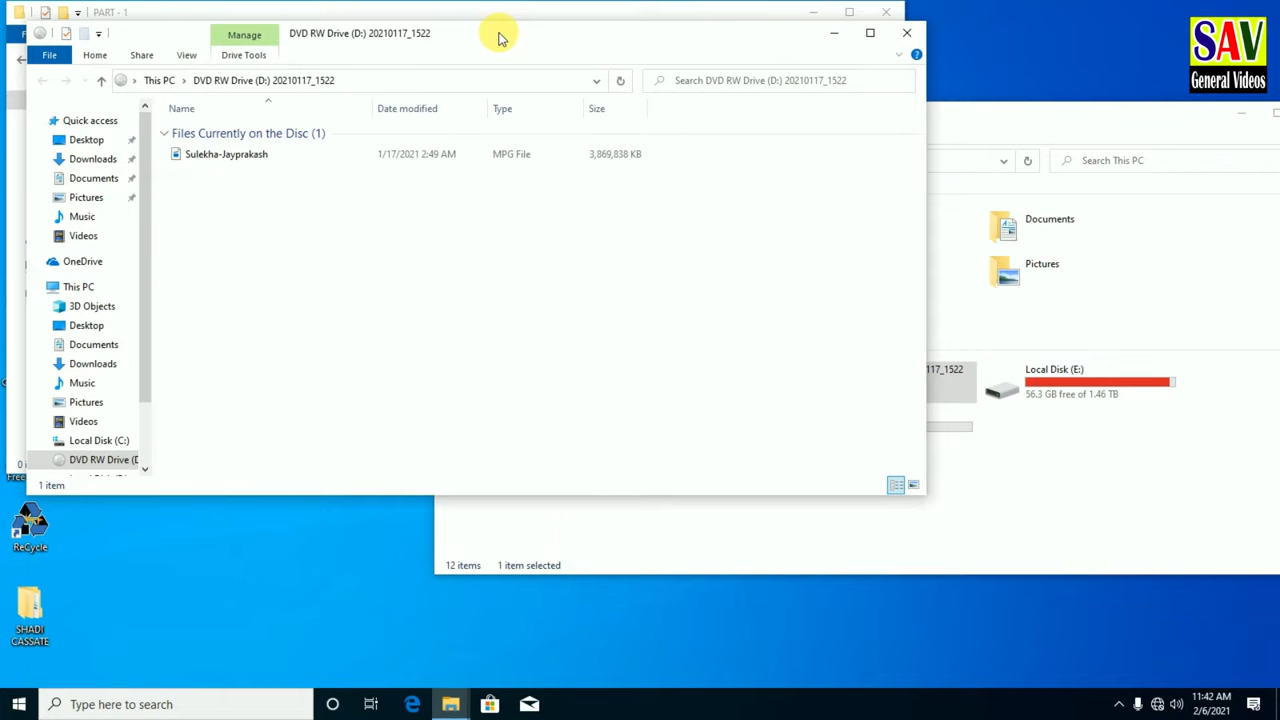 PART - 1
Manage
DVD RW Drive (D:) 20210117_1522
File
Home
Share
View
Drive Tools
This PC > DVD RW Drive (D:) 20210117_1522
Search DVD RW Drive (D:) 20210117_1522
Name
Date modified
Type
Size
Files Currently on the Disc (1)
Sulekha-Jayprakash
1/17/2021 2:49 AM
MPG File
3,869,838 KB
Quick access
Desktop
Downloads
Documents
Pictures
Music
Videos
OneDrive
This PC
3D Objects
Desktop
Documents
Downloads
Music
Pictures
Videos
Local Disk (C:)
DVD RW Drive (D
1 item
SAV
General Videos
Search This PC
Documents
Pictures
117_1522
Local Disk (E:)
56.3 GB free of 1.46 TB
12 items
1 item selected
ReCycle
SHADI
CASSATE
Type here to search
11:42 AM
2/6/2021